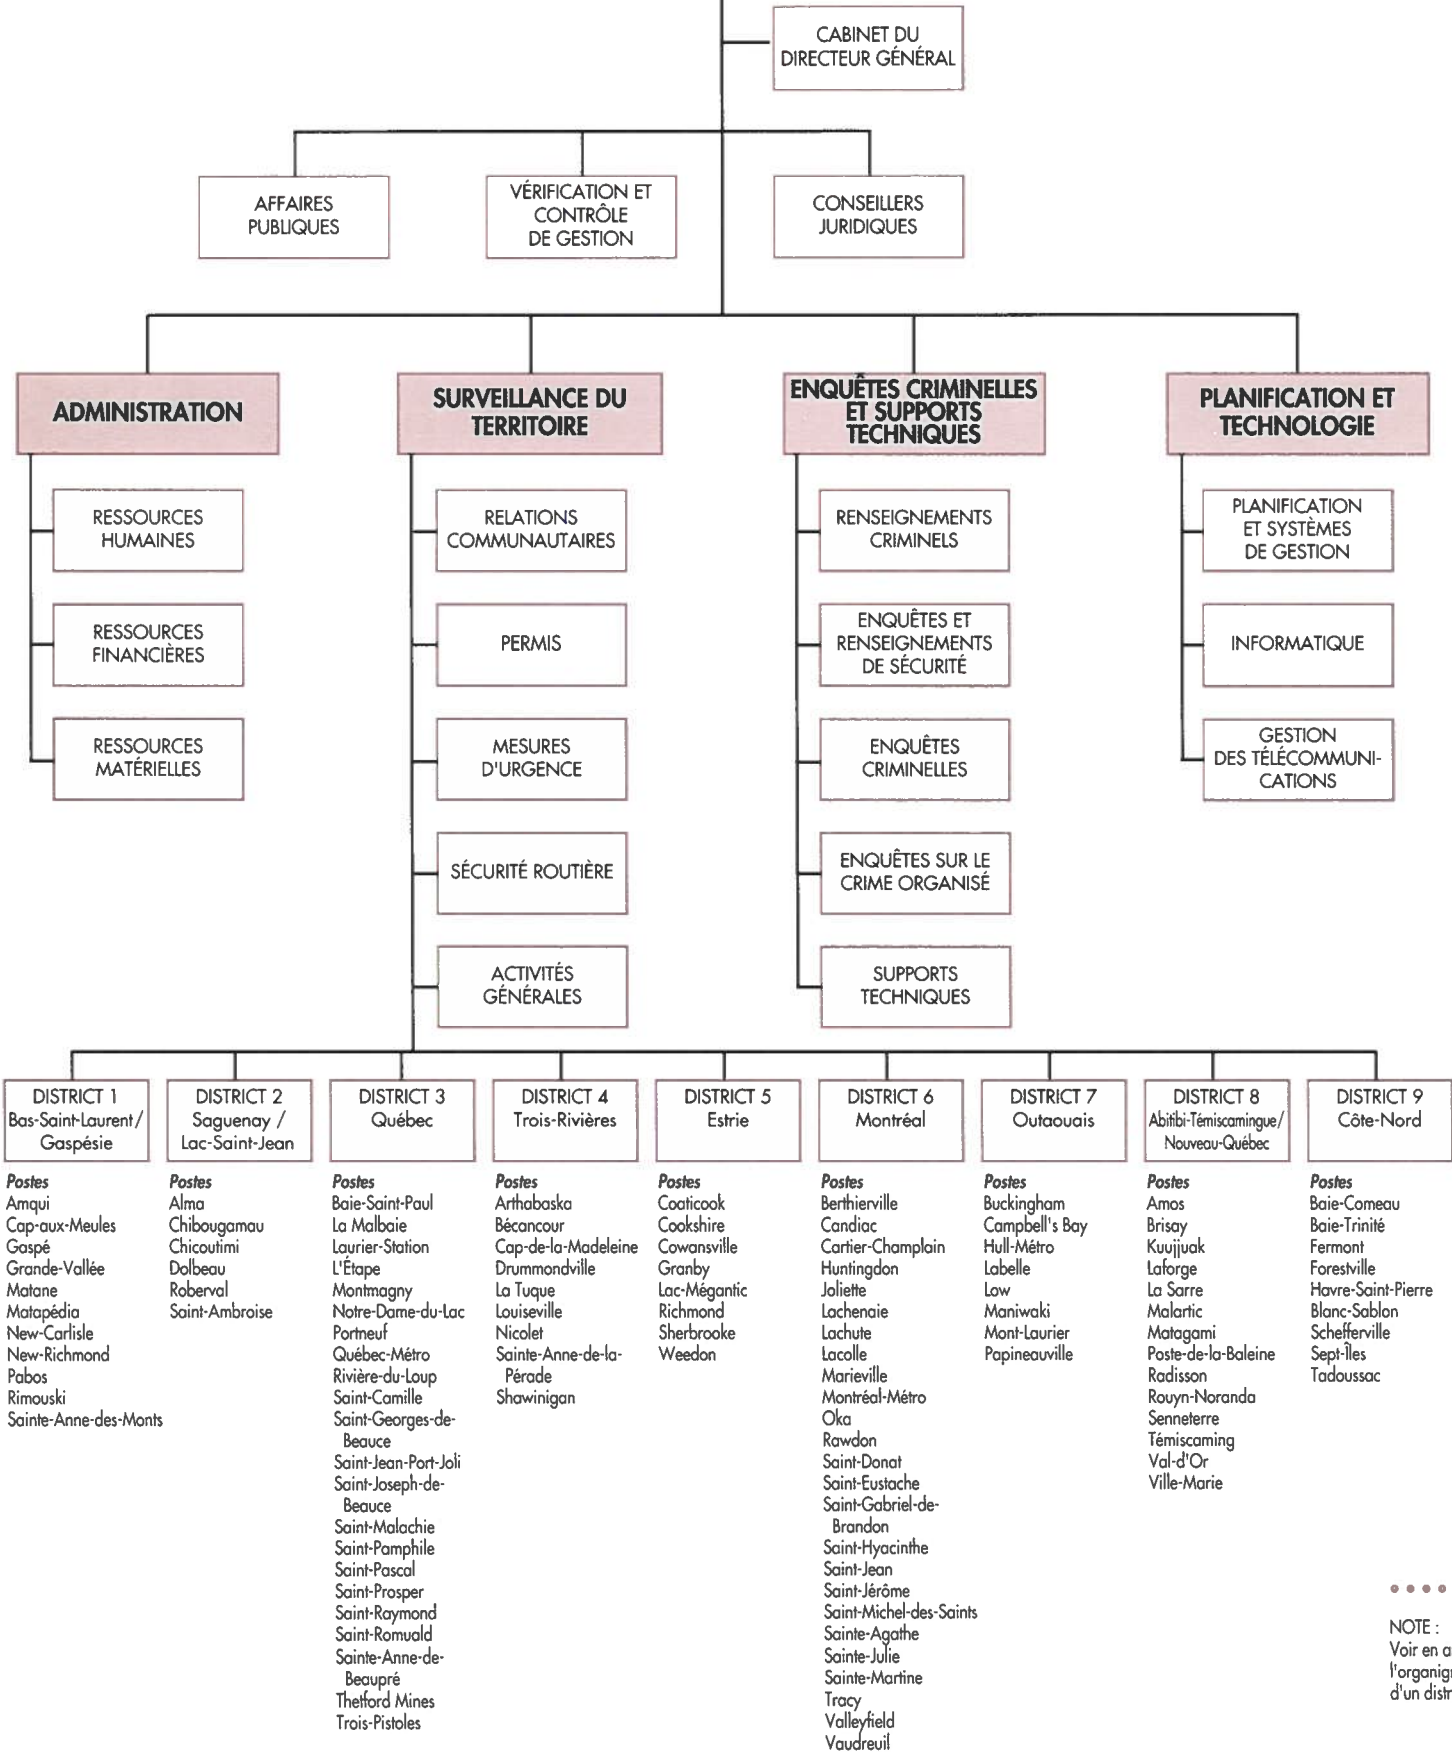 CABINET DU
DIRECTEUR GÉNÉRAL
AFFAIRES
PUBLIQUES
VÉRIFICATION ET
CONTRÔLE
DE GESTION
CONSEILLERS
JURIDIQUES
ADMINISTRATION
RESSOURCES
HUMAINES
RESSOURCES
FINANCIÈRES
RESSOURCES
MATÉRIELLES
SURVEILLANCE DU
TERRITOIRE
RELATIONS
COMMUNAUTAIRES
PERMIS
MESURES
D'URGENCE
SÉCURITÉ ROUTIÈRE
ACTIVITÉS
GÉNÉRALES
ENQUÊTES CRIMINELLES
ET SUPPORTS
TECHNIQUES
RENSEIGNEMENTS
CRIMINELS
ENQUÊTES ET
RENSEIGNEMENTS
DE SÉCURITÉ
ENQUÊTES
CRIMINELLES
ENQUÊTES SUR LE
CRIME ORGANISÉ
SUPPORTS
TECHNIQUES
PLANIFICATION ET
TECHNOLOGIE
PLANIFICATION
ET SYSTÈMES
DE GESTION
INFORMATIQUE
GESTION
DES TÉLÉCOMMUNI-
CATIONS
DISTRICT 1
Bas-Saint-Laurent/
Gaspésie
Postes
Amqui
Cap-aux-Meules
Gaspé
Grande-Vallée
Matane
Matapédia
New-Carlisle
New-Richmond
Pabos
Rimouski
Sainte-Anne-des-Monts
DISTRICT 2
Saguenay /
Lac-Saint-Jean
Postes
Alma
Chibougamau
Chicoutimi
Dolbeau
Roberval
Saint-Ambroise
DISTRICT 3
Québec
Postes
Baie-Saint-Paul
La Malbaie
Laurier-Station
L'Étape
Montmagny
Notre-Dame-du-Lac
Portneuf
Québec-Métro
Rivière-du-Loup
Saint-Camille
Saint-Georges-de-
Beauce
Saint-Jean-Port-Joli
Saint-Joseph-de-
Beauce
Saint-Malachie
Saint-Pamphile
Saint-Pascal
Saint-Prosper
Saint-Raymond
Saint-Romuald
Sainte-Anne-de-
Beaupré
Thetford Mines
Trois-Pistoles
DISTRICT 4
Trois-Rivières
Postes
Arthabaska
Bécancour
Cap-de-la-Madeleine
Drummondville
La Tuque
Louiseville
Nicolet
Sainte-Anne-de-la-
Pérade
Shawinigan
DISTRICT 5
Estrie
Postes
Coaticook
Cookshire
Cowansville
Granby
Lac-Mégantic
Richmond
Sherbrooke
Weedon
DISTRICT 6
Montréal
Postes
Berthierville
Candiac
Cartier-Champlain
Huntingdon
Joliette
Lachenaie
Lachute
Lacolle
Marieville
Montréal-Métro
Oka
Rawdon
Saint-Donat
Saint-Eustache
Saint-Gabriel-de-
Brandon
Saint-Hyacinthe
Saint-Jean
Saint-Jérôme
Saint-Michel-des-Saints
Sainte-Agathe
Sainte-Julie
Sainte-Martine
Tracy
Valleyfield
Vaudreuil
DISTRICT 7
Outaouais
Postes
Buckingham
Campbell's Bay
Hull-Métro
Labelle
Low
Maniwaki
Mont-Laurier
Papineauville
DISTRICT 8
Abitibi-Témiscamingue/
Nouveau-Québec
Postes
Amos
Brisay
Kuujjuak
Laforge
La Sarre
Malartic
Matagami
Poste-de-la-Baleine
Radisson
Rouyn-Noranda
Senneterre
Témiscaming
Val-d'Or
Ville-Marie
DISTRICT 9
Côte-Nord
Postes
Baie-Comeau
Baie-Trinité
Fermont
Forestville
Havre-Saint-Pierre
Blanc-Sablon
Schefferville
Sept-Îles
Tadoussac
NOTE :
Voir en
d'un